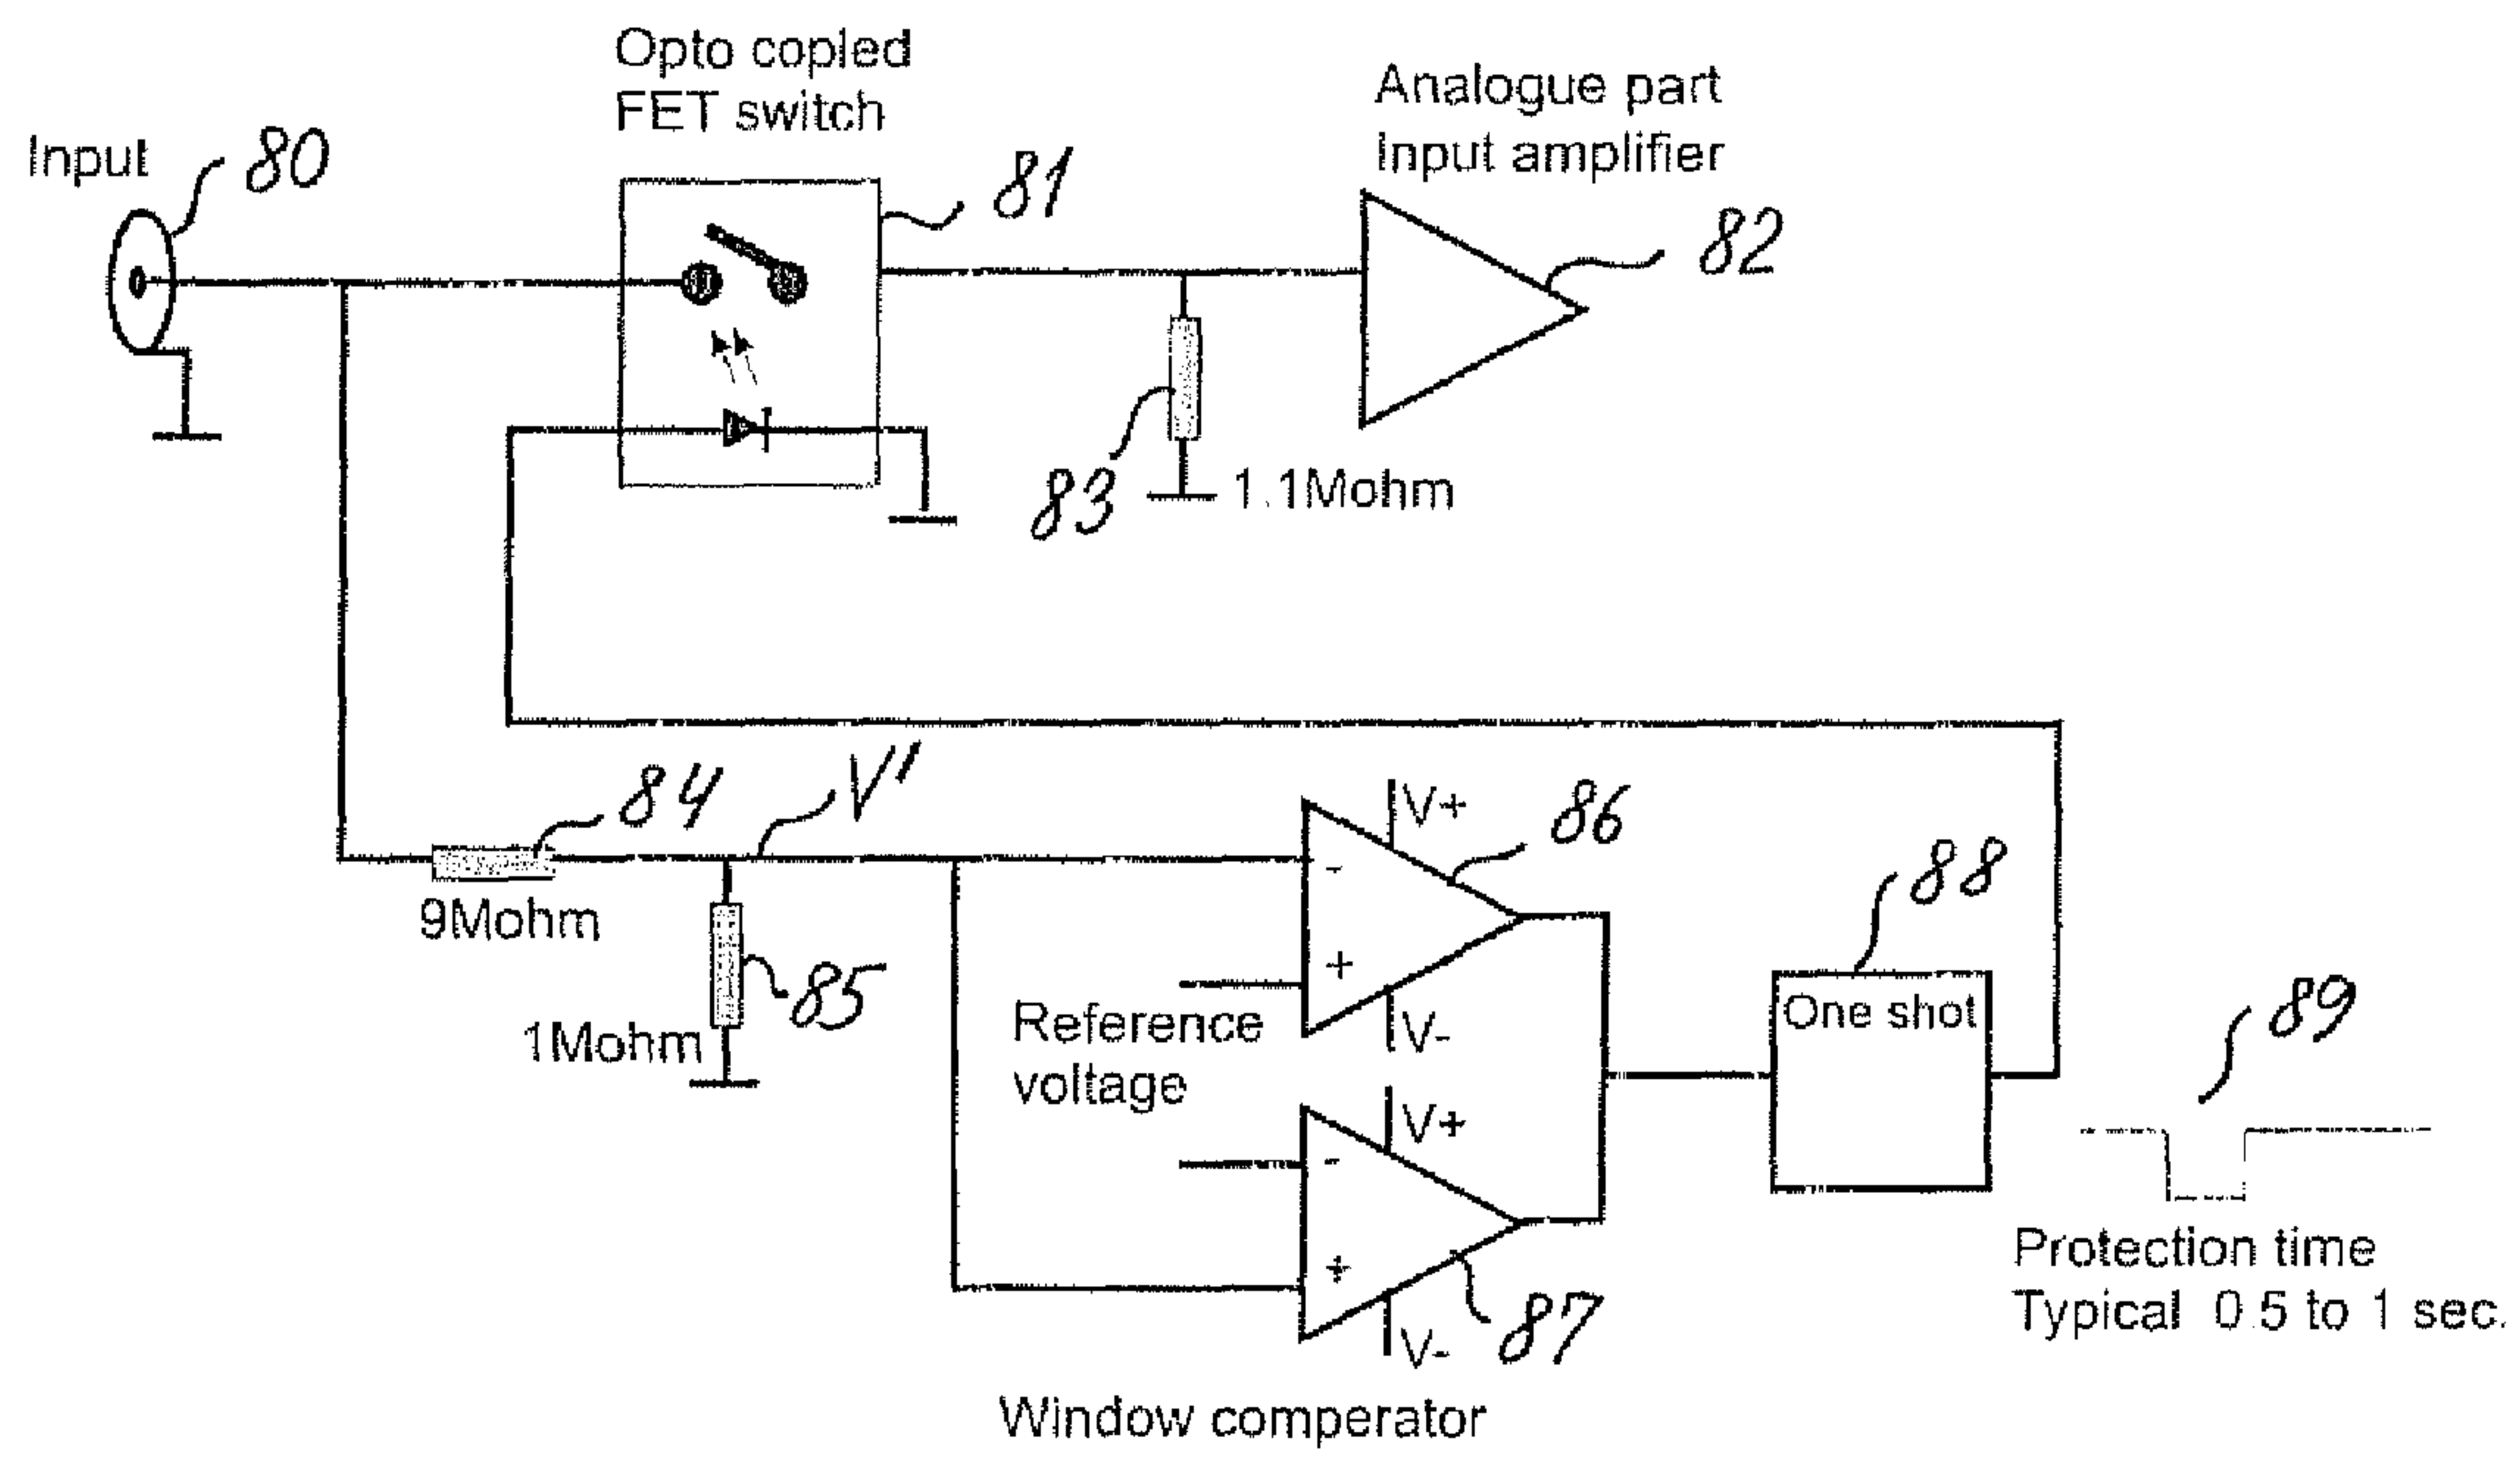 Opto copled
FET switch
Analogue part
Input amplifier
Input
80
81
82
83
1.1Mohm
84
V'
9Mohm
85
1Mohm
V+
86
-
+
V-
Reference
voltage
88
One shot
89
V+
-
+
V-
87
Protection time
Typical 0.5 to 1 sec.
Window comperator